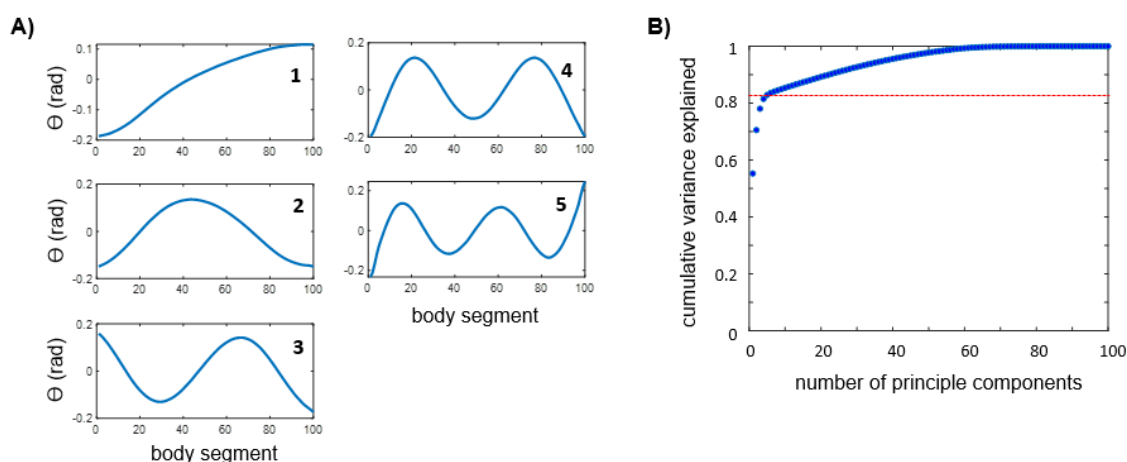 A)
Θ (rad)
0.1
0
-0.1
-0.2
0 20 40 60 80 100
1
Θ (rad)
0.2
0
-0.2
0 20 40 60 80 100
2
Θ (rad)
0.2
0
-0.2
0 20 40 60 80 100
3
body segment
0.2
0
-0.2
0 20 40 60 80 100
4
0.2
0
-0.2
0 20 40 60 80 100
5
body segment
B)
cumulative variance explained
1
0.8
0.6
0.4
0.2
0
0 20 40 60 80 100
number of principle components